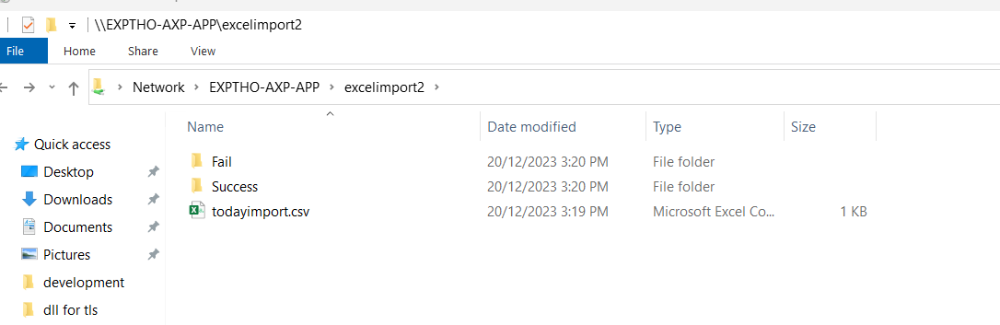 \\EXPTHO-AXP-APP\excelimport2
File Home Share View
Network EXPTHO-AXP-APP excelimport2
Name Date modified Type Size
Quick access
Desktop
Downloads
Documents
Pictures
development
dll for tls
Fail 20/12/2023 3:20 PM File folder
Success 20/12/2023 3:20 PM File folder
todayimport.csv 20/12/2023 3:19 PM Microsoft Excel Co... 1 KB